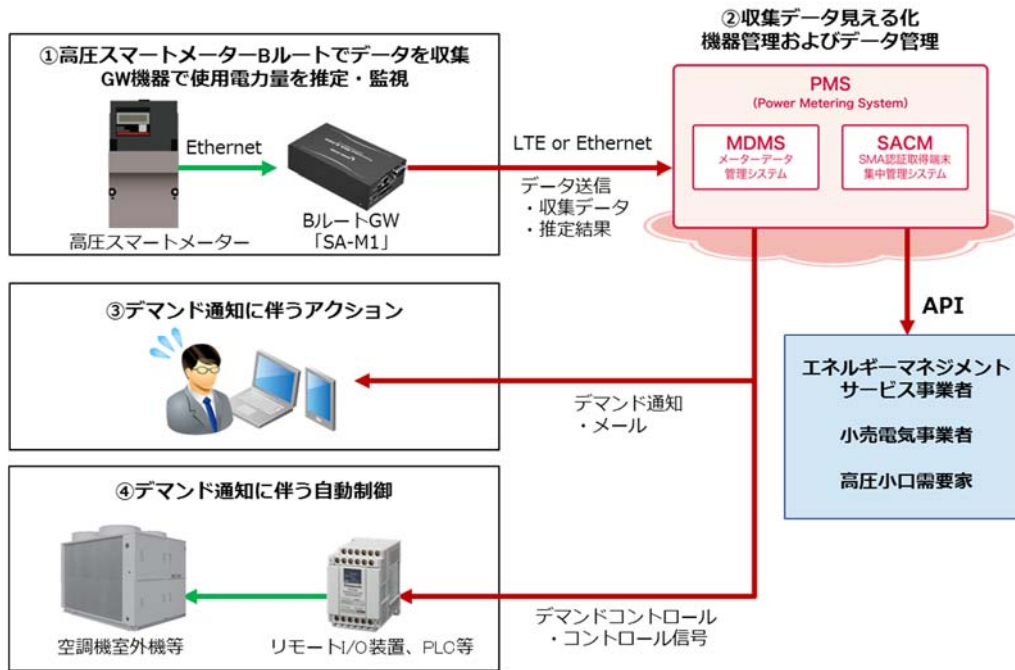 ①高圧スマートメーターBルートでデータを収集
GW機器で使用電力量を推定・監視
Ethernet
高圧スマートメーター
BルートGW
「SA-M1」
LTE or Ethernet
データ送信
・収集データ
・推定結果
②収集データ見える化
機器管理およびデータ管理
PMS
(Power Metering System)
MDMS
メーターデータ
管理システム
SACM
SMA認証取得端末
集中管理システム
③デマンド通知に伴うアクション
デマンド通知
・メール
API
エネルギーマネジメント
サービス事業者
小売電気事業者
高圧小口需要家
④デマンド通知に伴う自動制御
空調機室外機等
リモートI/O装置、PLC等
デマンドコントロール
・コントロール信号